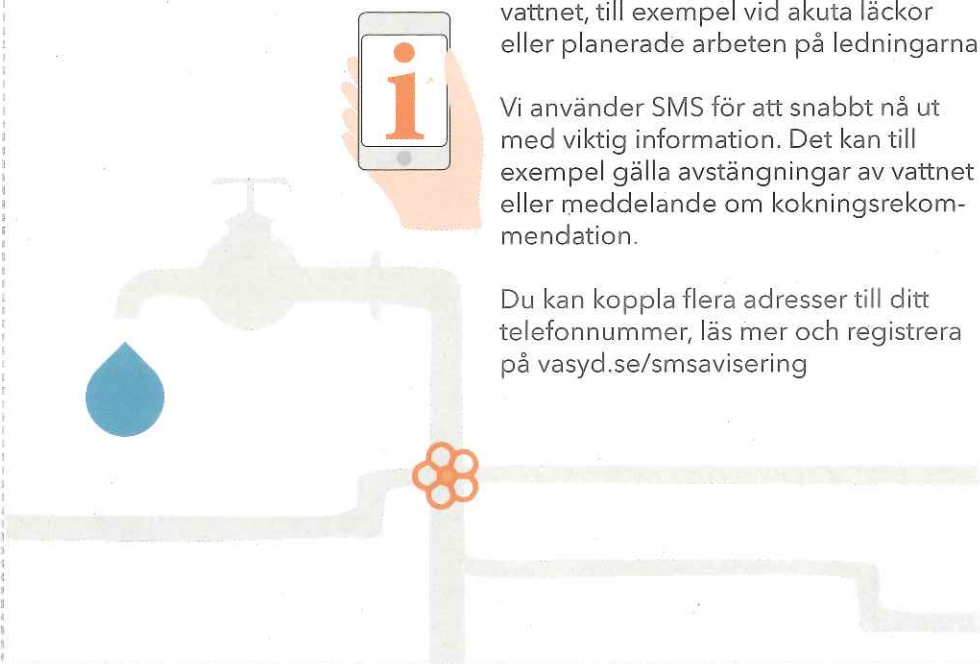 vattnet, till exempel vid akuta läckor
eller planerade arbeten på ledningarna
i
Vi använder SMS för att snabbt nå ut
med viktig information. Det kan till
exempel gälla avstängningar av vattnet
eller meddelande om kokningsrekom-
mendation.
Du kan koppla flera adresser till ditt
telefonnummer, läs mer och registrera
på vasyd.se/smsavisering